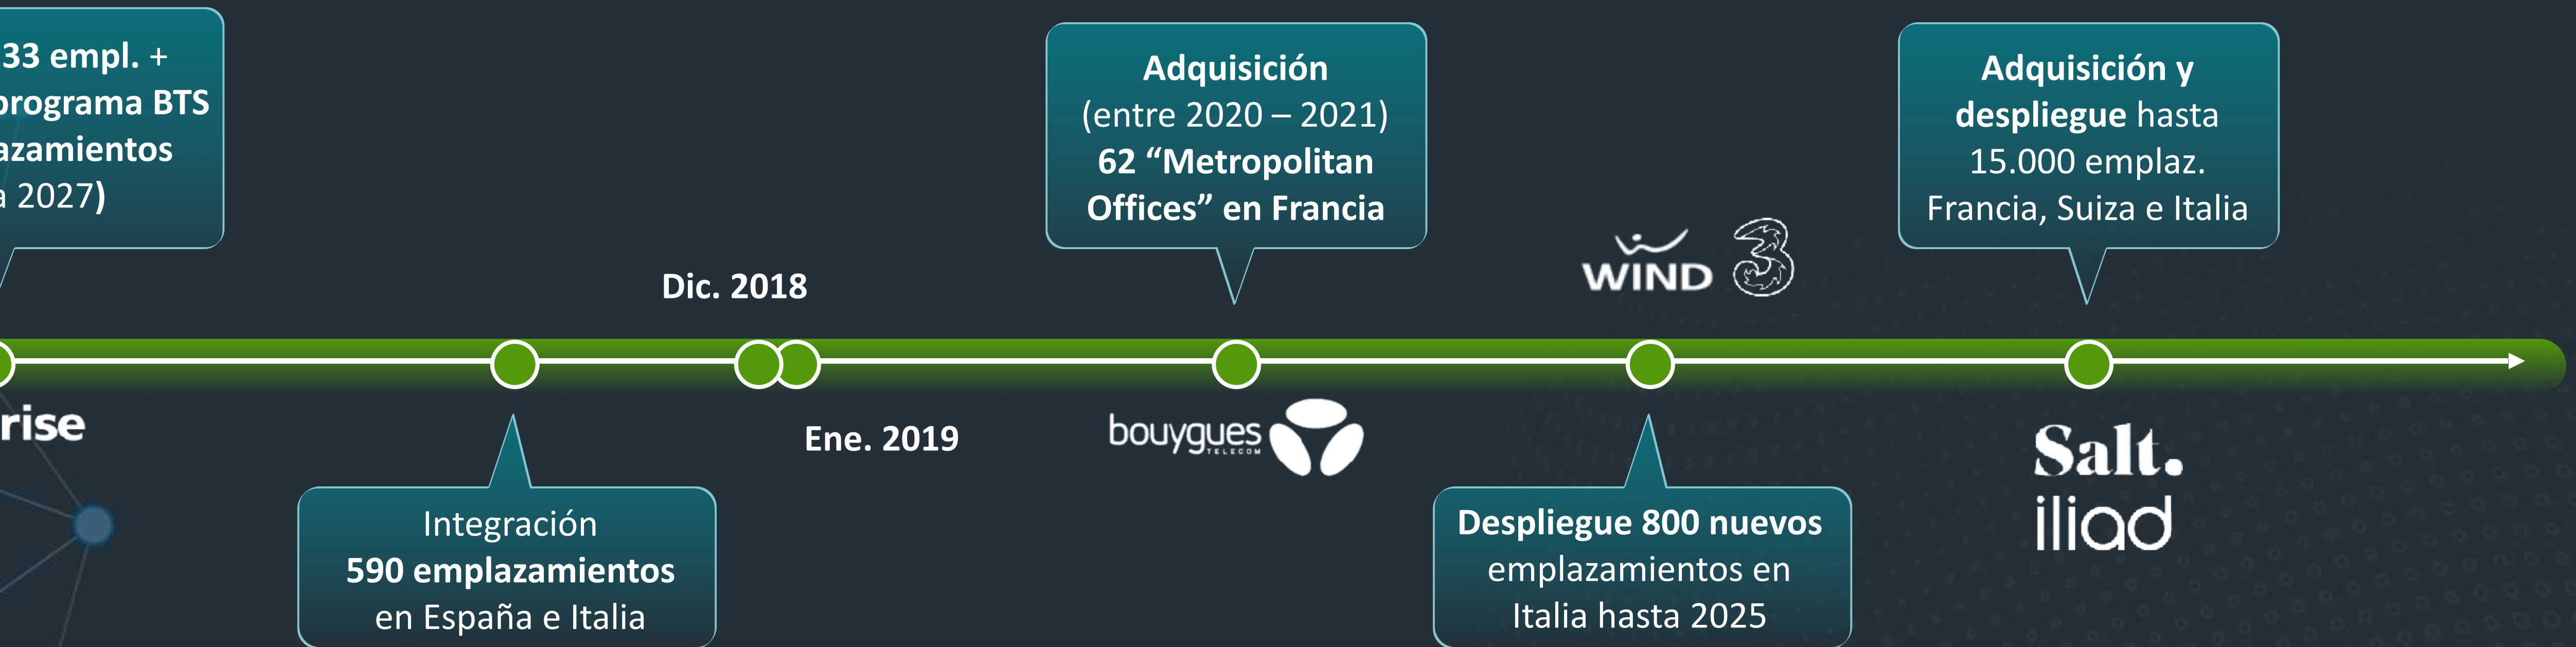 33 empl. +
programa BTS
azamientos
a 2027)
rise
Integración
590 emplazamientos
en España e Italia
Dic. 2018
Ene. 2019
Adquisición
(entre 2020 – 2021)
62 “Metropolitan
Offices” en Francia
bouygues
TELECOM
WIND 3
Despliegue 800 nuevos
emplazamientos en
Italia hasta 2025
Adquisición y
despliegue hasta
15.000 emplaz.
Francia, Suiza e Italia
Salt.
iliad